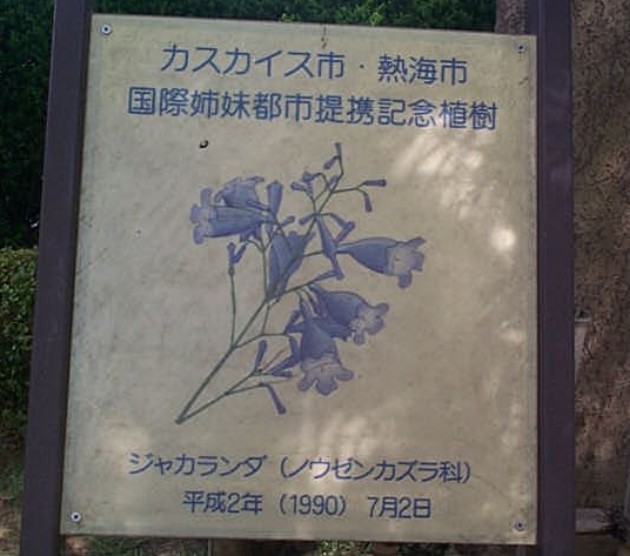 カスカイス市・熱海市
国際姉妹都市提携記念植樹
ジャカランダ（ノウゼンカズラ科）
平成2年（1990） 7月2日